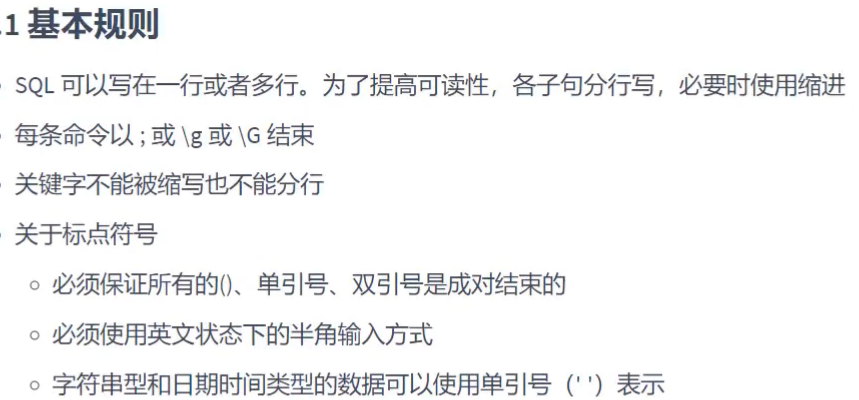 .1 基本规则
SQL 可以写在一行或者多行。为了提高可读性，各子句分行写，必要时使用缩进
每条命令以 ; 或 \g 或 \G 结束
关键字不能被缩写也不能分行
关于标点符号
必须保证所有的()、单引号、双引号是成对结束的
必须使用英文状态下的半角输入方式
字符串型和日期时间类型的数据可以使用单引号（' '）表示